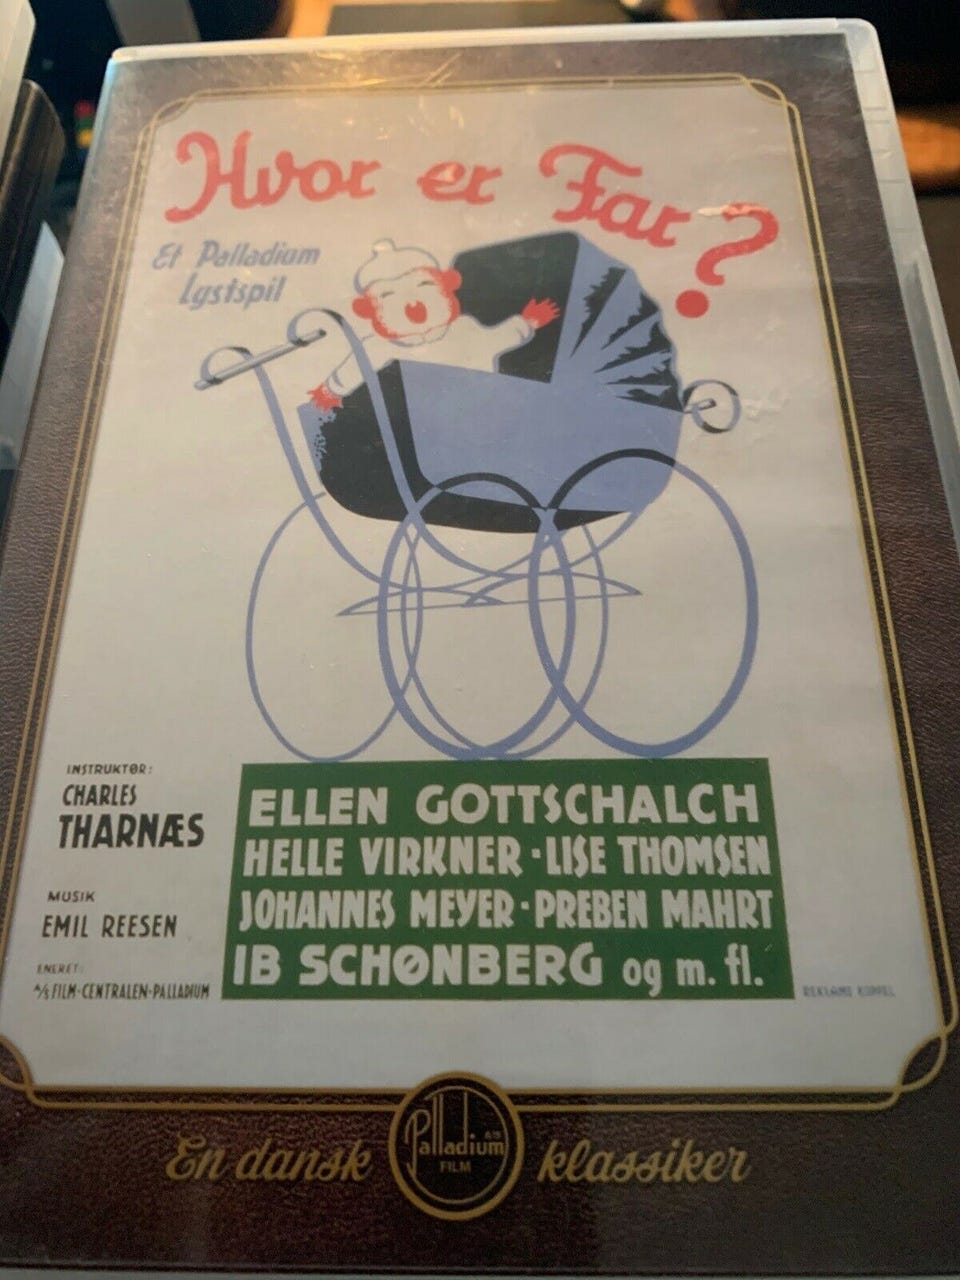 Hvor er Far?
Et Palladium
Lystspil
INSTRUKTØR:
CHARLES
THARNÆS
MUSIK
EMIL REESEN
ENERET:
A/S FILM-CENTRALEN-PALLADIUM
ELLEN GOTTSCHALCH
HELLE VIRKNER · LISE THOMSEN
JOHANNES MEYER · PREBEN MAHRT
IB SCHØNBERG og m. fl.
REKLAME KOPPEL
En dansk
Palladium
FILM
klassiker